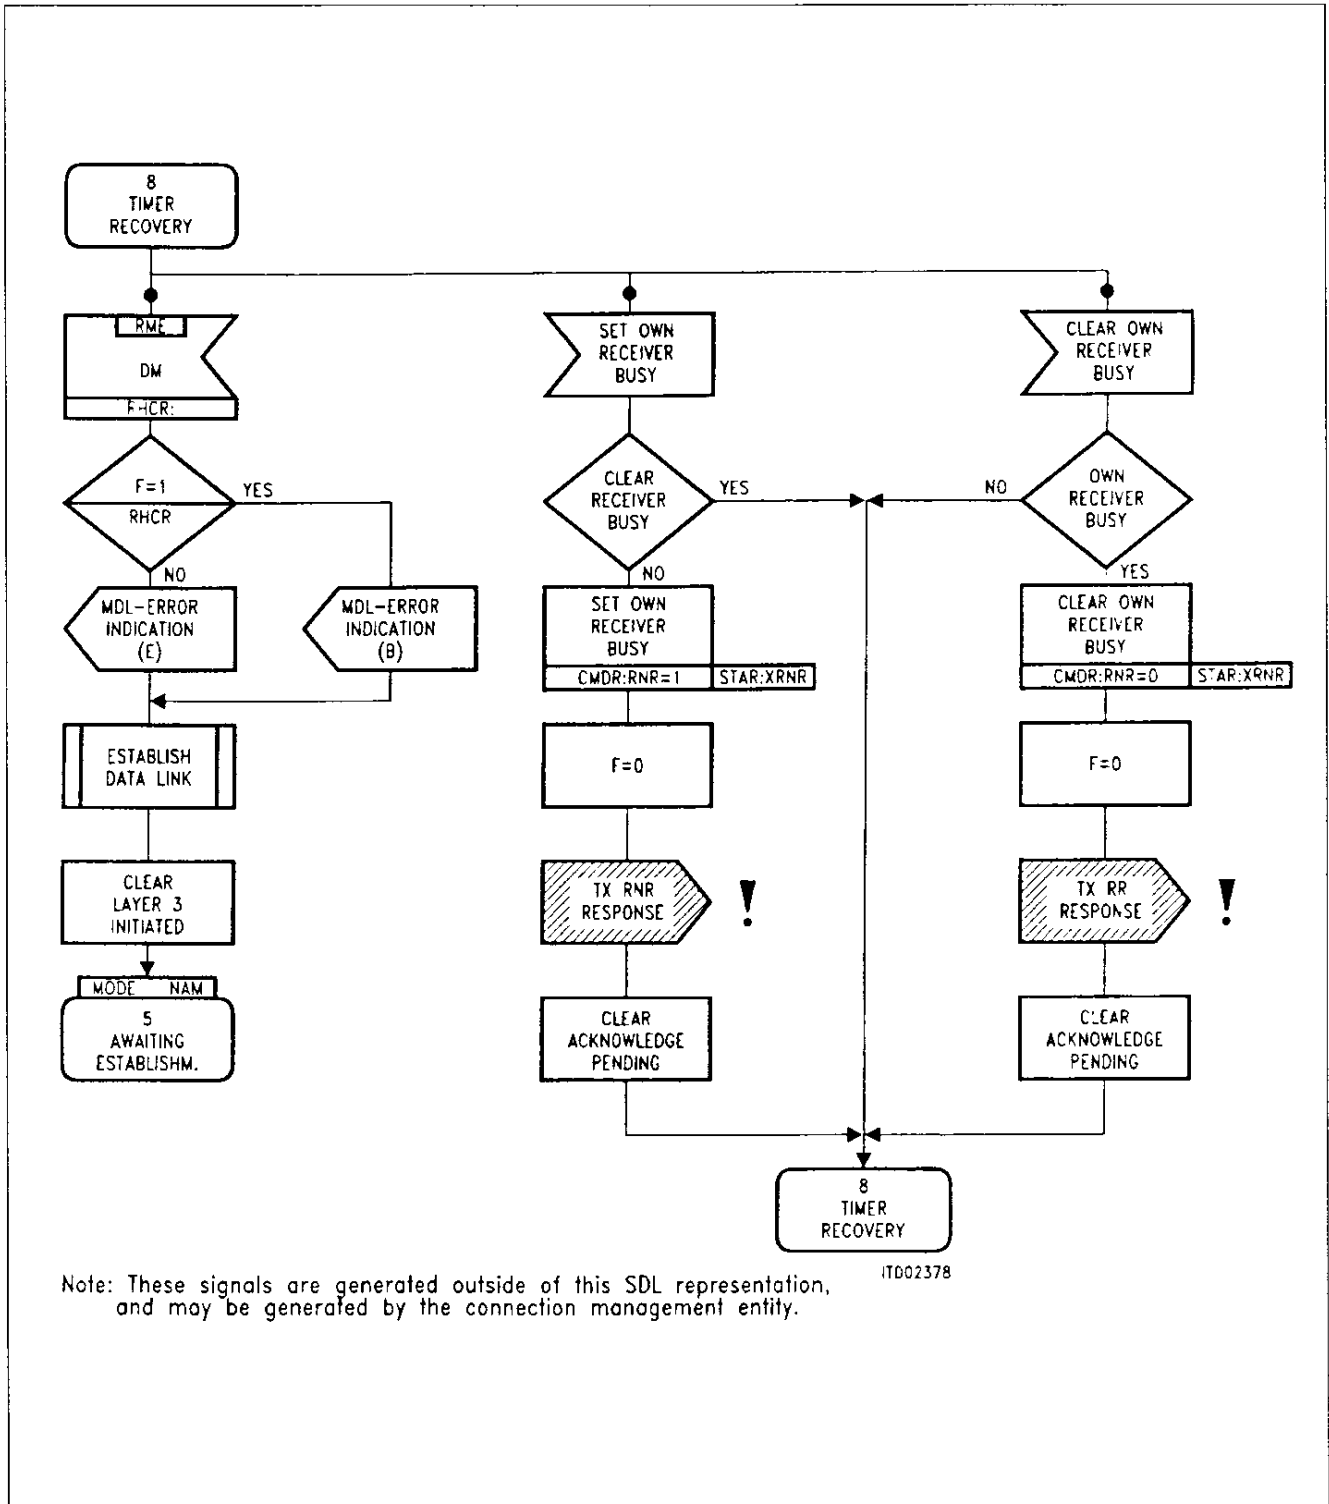 8
TIMER
RECOVERY
RME
DM
RHCR:
F=1
RHCR
YES
NO
MDL-ERROR
INDICATION
(E)
MDL-ERROR
INDICATION
(B)
ESTABLISH
DATA LINK
CLEAR
LAYER 3
INITIATED
MODE NAM
5
AWAITING
ESTABLISHM.
SET OWN
RECEIVER
BUSY
CLEAR
RECEIVER
BUSY
YES
NO
SET OWN
RECEIVER
BUSY
CMDR:RNR=1 STAR:XRNR
F=0
TX RNR
RESPONSE
!
CLEAR
ACKNOWLEDGE
PENDING
CLEAR OWN
RECEIVER
BUSY
OWN
RECEIVER
BUSY
NO
YES
CLEAR OWN
RECEIVER
BUSY
CMDR:RNR=0 STAR:XRNR
F=0
TX RR
RESPONSE
!
CLEAR
ACKNOWLEDGE
PENDING
8
TIMER
RECOVERY
ITD02378
Note: These signals are generated outside of this SDL representation,
and may be generated by the connection management entity.